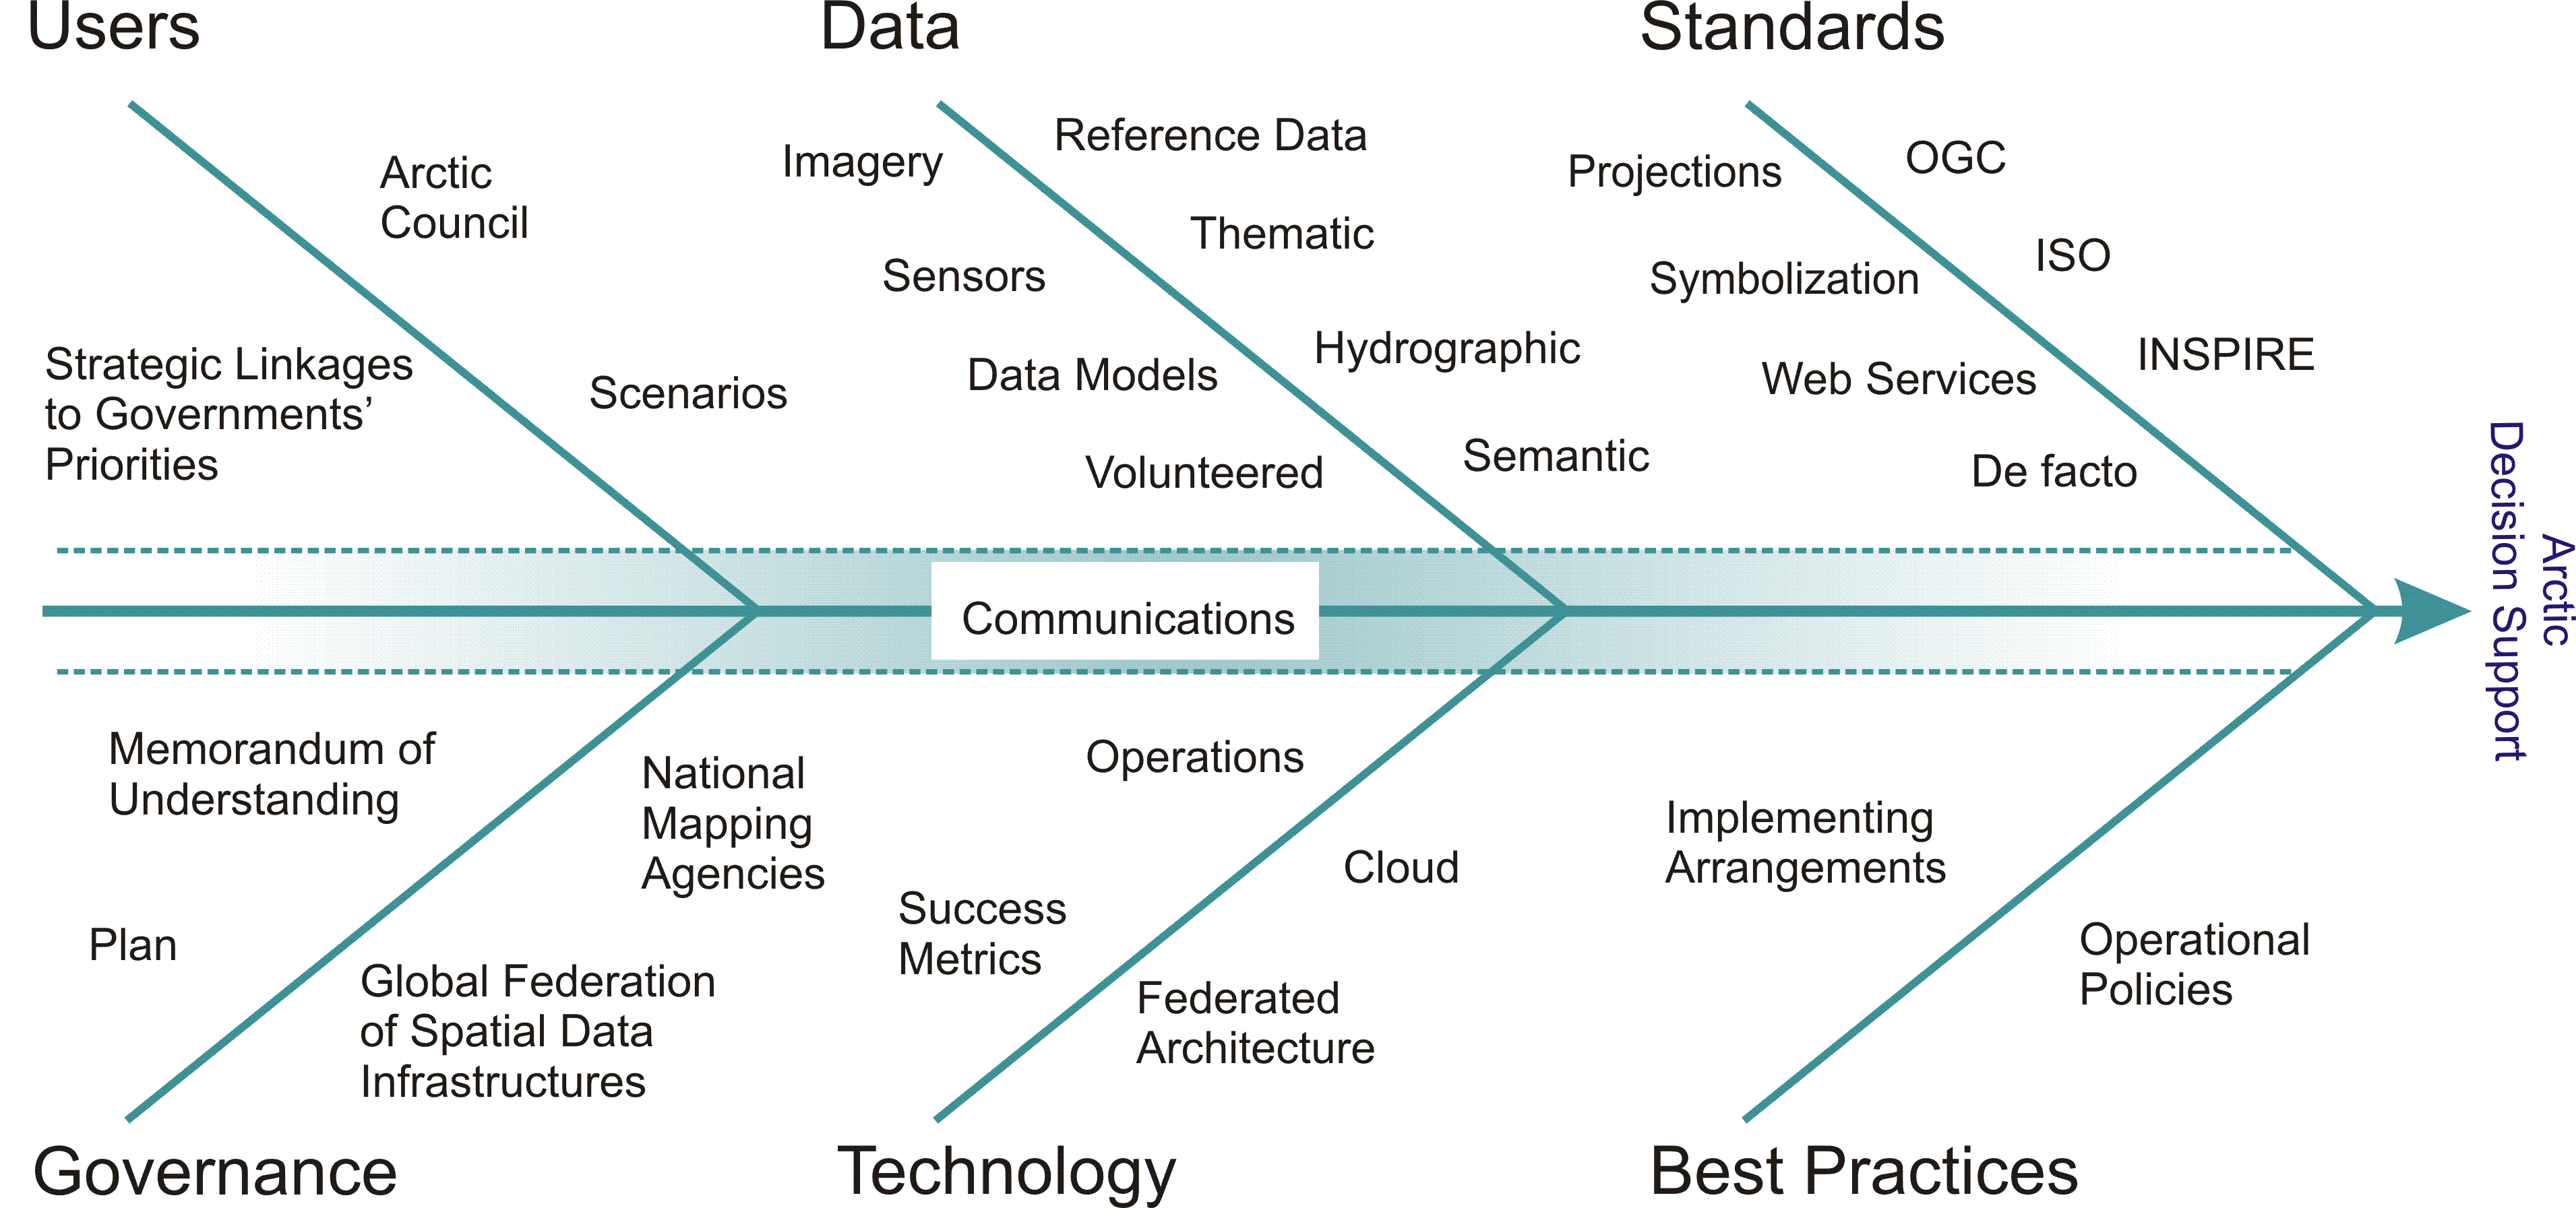 Users
Data
Standards
Arctic
Council
Strategic Linkages
to Governments’
Priorities
Scenarios
Imagery
Reference Data
Sensors
Thematic
Data Models
Hydrographic
Volunteered
Semantic
Projections
OGC
Symbolization
ISO
Web Services
INSPIRE
De facto
Communications
Arctic
Decision Support
Memorandum of
Understanding
Plan
National
Mapping
Agencies
Global Federation
of Spatial Data
Infrastructures
Operations
Success
Metrics
Cloud
Federated
Architecture
Implementing
Arrangements
Operational
Policies
Governance
Technology
Best Practices